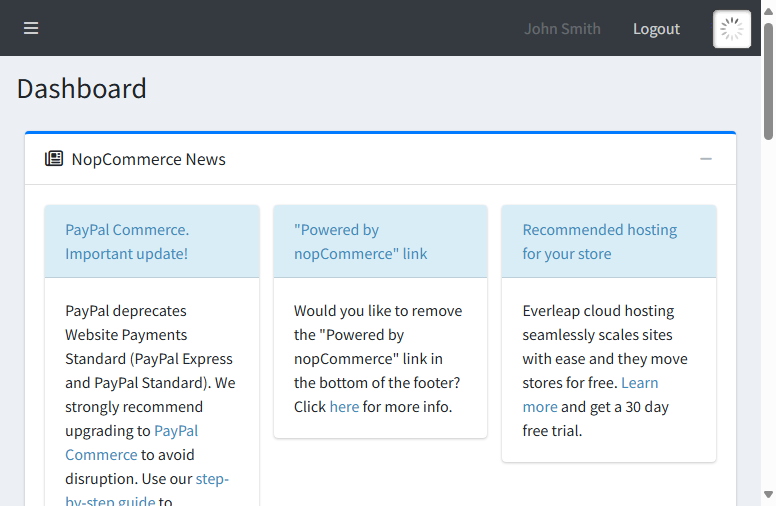 John Smith
Logout
Dashboard
NopCommerce News
PayPal Commerce.
Important update!
PayPal deprecates
Website Payments
Standard (PayPal Express
and PayPal Standard). We
strongly recommend
upgrading to PayPal
Commerce to avoid
disruption. Use our step-
by-step guide to
"Powered by
nopCommerce" link
Would you like to remove
the "Powered by
nopCommerce" link in
the bottom of the footer?
Click here for more info.
Recommended hosting
for your store
Everleap cloud hosting
seamlessly scales sites
with ease and they move
stores for free. Learn
more and get a 30 day
free trial.